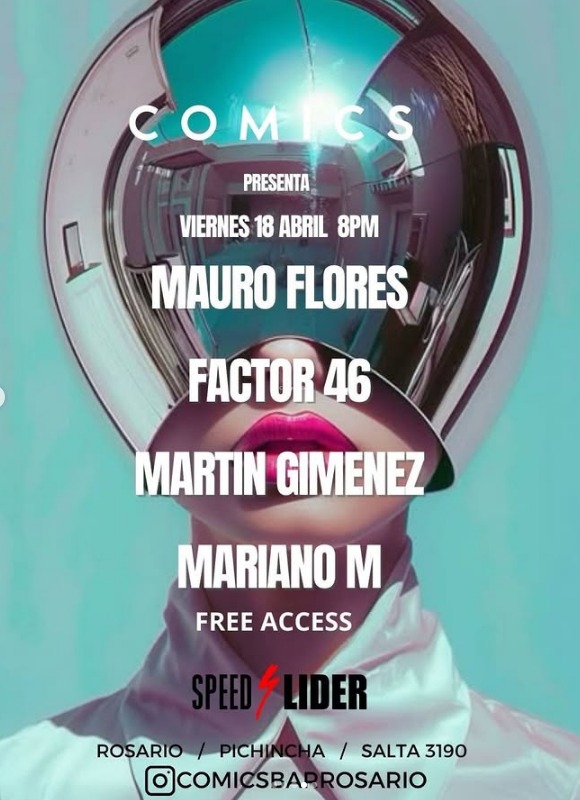 COMICS
PRESENTA
VIERNES 18 ABRIL 8PM
MAURO FLORES
FACTOR 46
MARTIN GIMENEZ
MARIANO M
FREE ACCESS
SPEED LIDER
ROSARIO / PICHINCHA / SALTA 3190
COMICSBARROSARIO